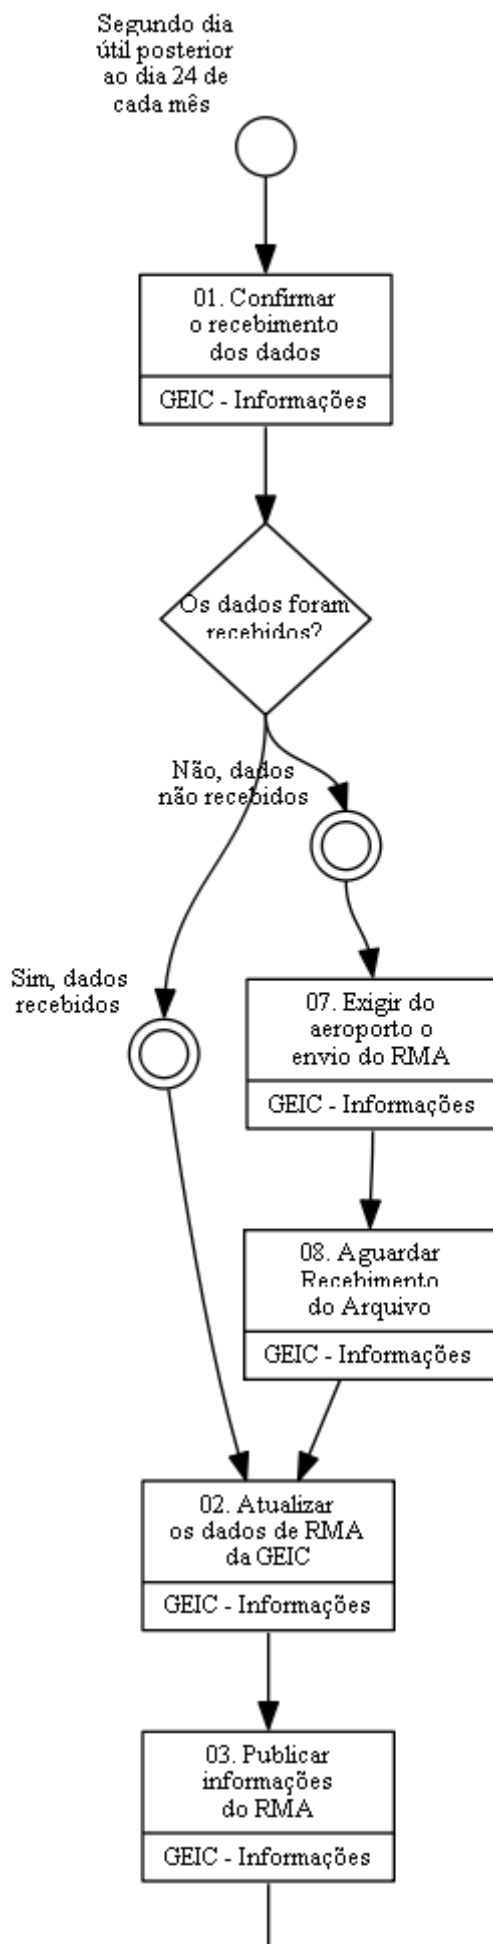 Segundo dia
útil posterior
ao dia 24 de
cada mês
01. Confirmar
o recebimento
dos dados
GEIC - Informações
Os dados foram
recebidos?
Não, dados
não recebidos
Sim, dados
recebidos
07. Exigir do
aeroporto o
envio do RMA
GEIC - Informações
08. Aguardar
Recebimento
do Arquivo
GEIC - Informações
02. Atualizar
os dados de RMA
da GEIC
GEIC - Informações
03. Publicar
informações
do RMA
GEIC - Informações